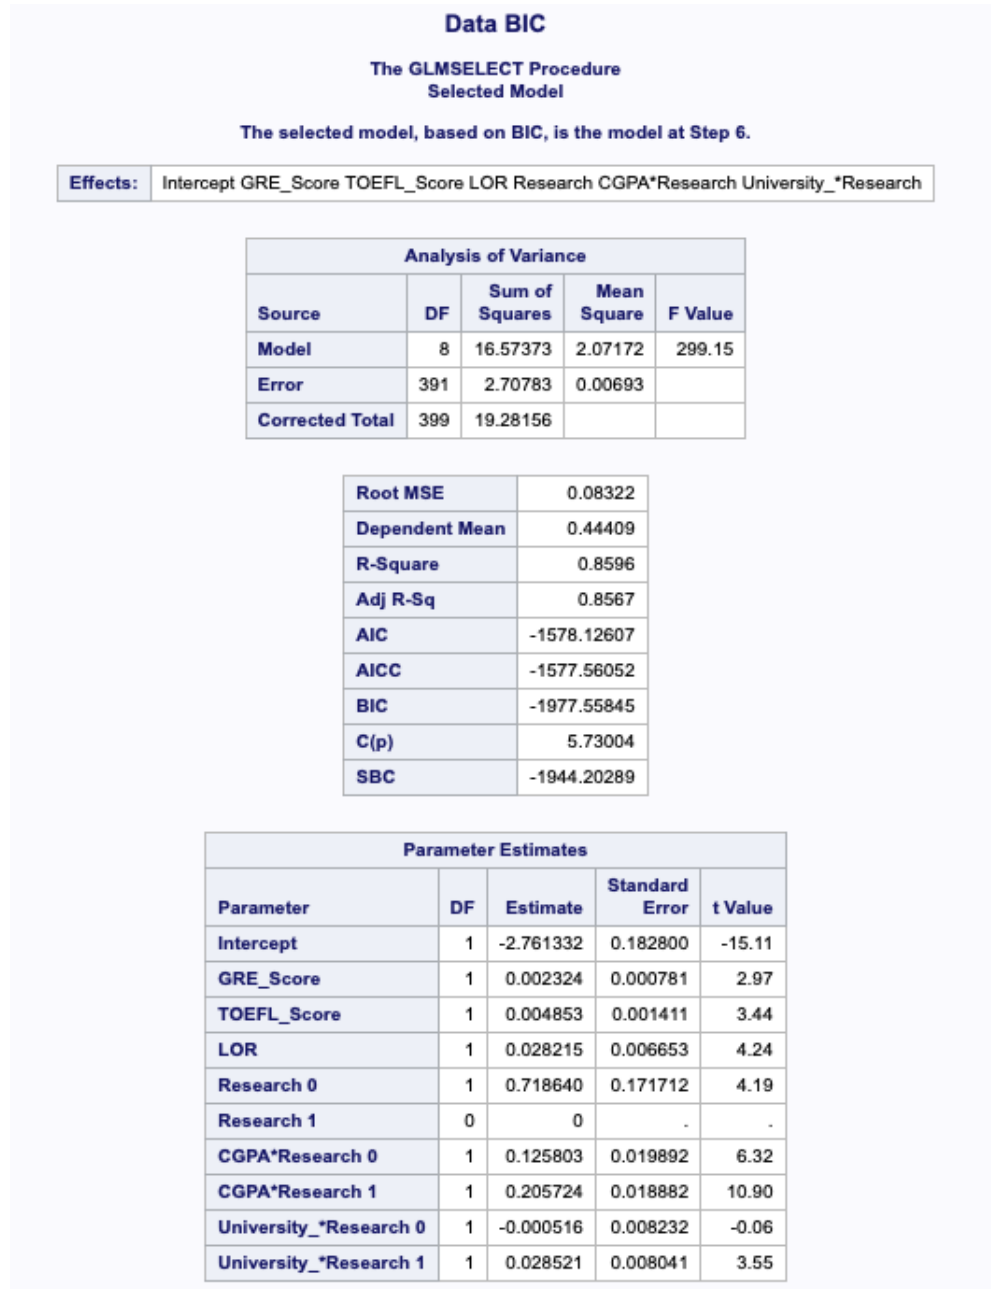 Data BIC
The GLMSELECT Procedure
Selected Model
The selected model, based on BIC, is the model at Step 6.
Effects: Intercept GRE_Score TOEFL_Score LOR Research CGPA*Research University_*Research
Analysis of Variance
Source DF Sum of Squares Mean Square F Value
Model 8 16.57373 2.07172 299.15
Error 391 2.70783 0.00693
Corrected Total 399 19.28156
Root MSE 0.08322
Dependent Mean 0.44409
R-Square 0.8596
Adj R-Sq 0.8567
AIC -1578.12607
AICC -1577.56052
BIC -1977.55845
C(p) 5.73004
SBC -1944.20289
Parameter Estimates
Parameter DF Estimate Standard Error t Value
Intercept 1 -2.761332 0.182800 -15.11
GRE_Score 1 0.002324 0.000781 2.97
TOEFL_Score 1 0.004853 0.001411 3.44
LOR 1 0.028215 0.006653 4.24
Research 0 1 0.718640 0.171712 4.19
Research 1 0 0 . .
CGPA*Research 0 1 0.125803 0.019892 6.32
CGPA*Research 1 1 0.205724 0.018882 10.90
University_*Research 0 1 -0.000516 0.008232 -0.06
University_*Research 1 1 0.028521 0.008041 3.55